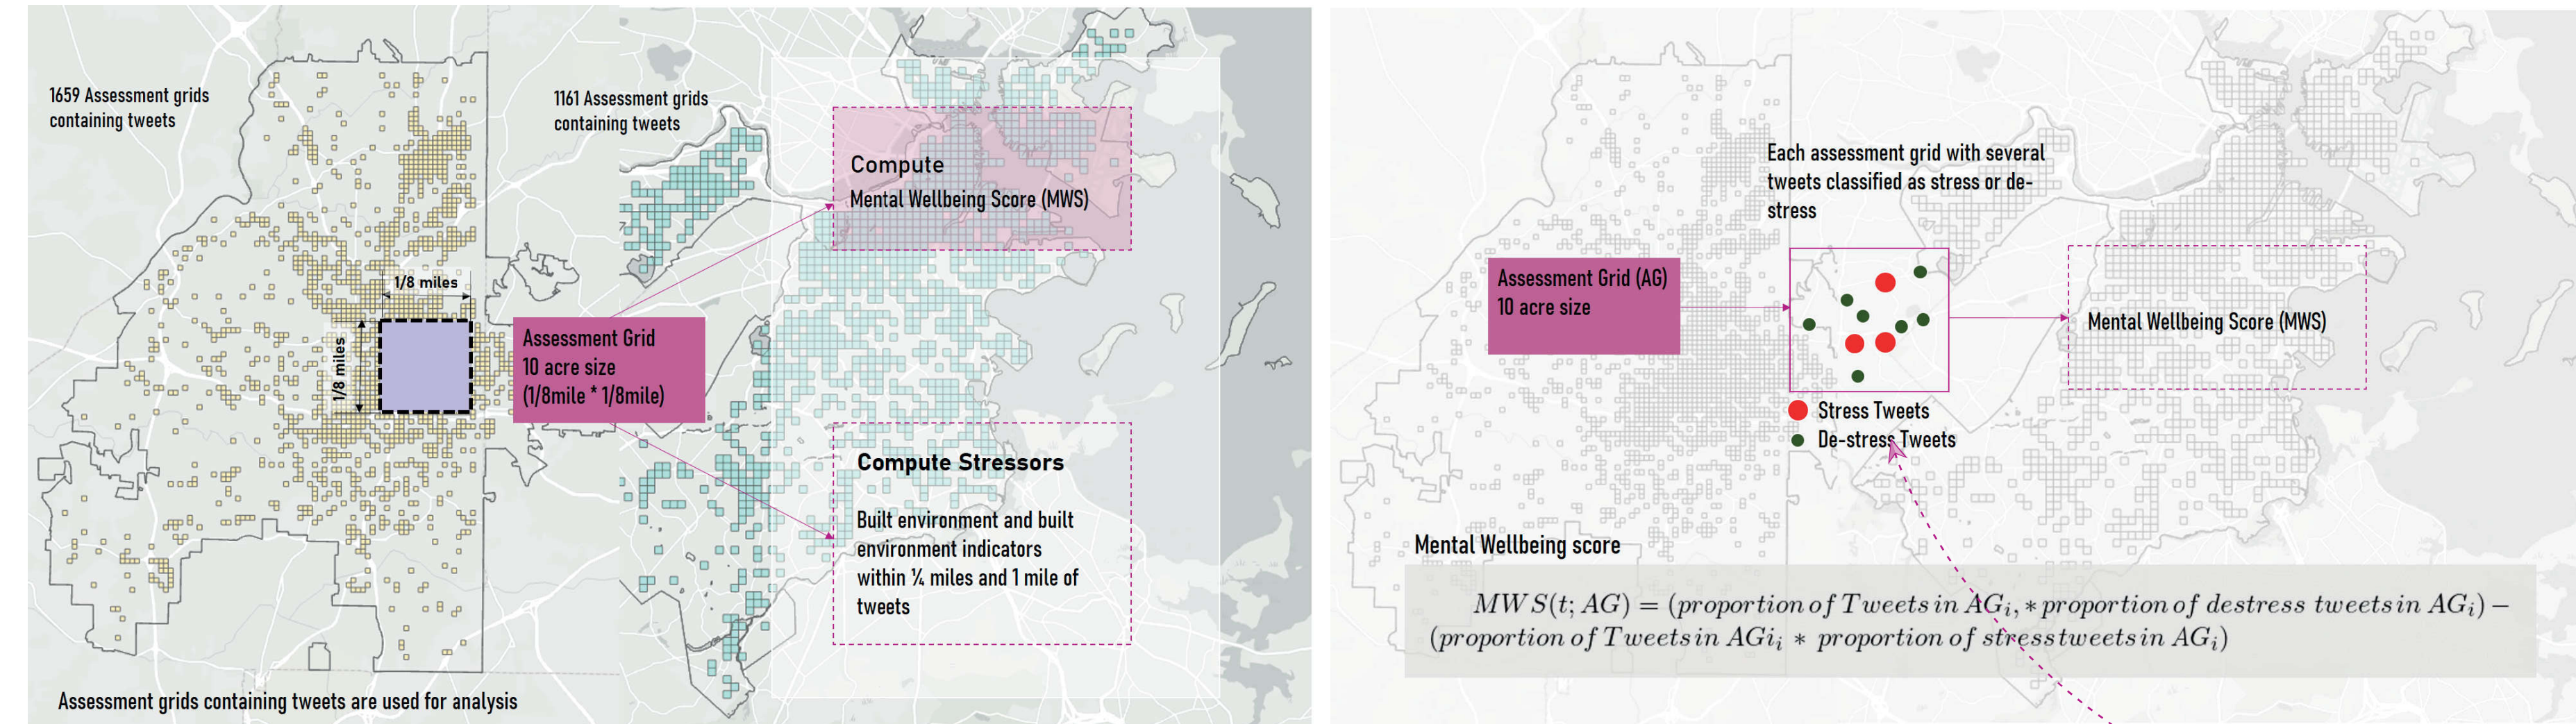 1659 Assessment grids
containing tweets
1161 Assessment grids
containing tweets
1/8 miles
1/8 miles
Assessment Grid
10 acre size
(1/8mile * 1/8mile)
Compute
Mental Wellbeing Score (MWS)
Compute Stressors
Built environment and built
environment indicators
within ¼ miles and 1 mile of
tweets
Assessment grids containing tweets are used for analysis
Each assessment grid with several
tweets classified as stress or de-
stress
Assessment Grid (AG)
10 acre size
Mental Wellbeing Score (MWS)
Stress Tweets
De-stress Tweets
Mental Wellbeing score
MWS(t; AG) = (proportion of Tweets in AG_i, * proportion of destress tweets in AG_i) −
(proportion of Tweets in AGi_i * proportion of stress tweets in AG_i)